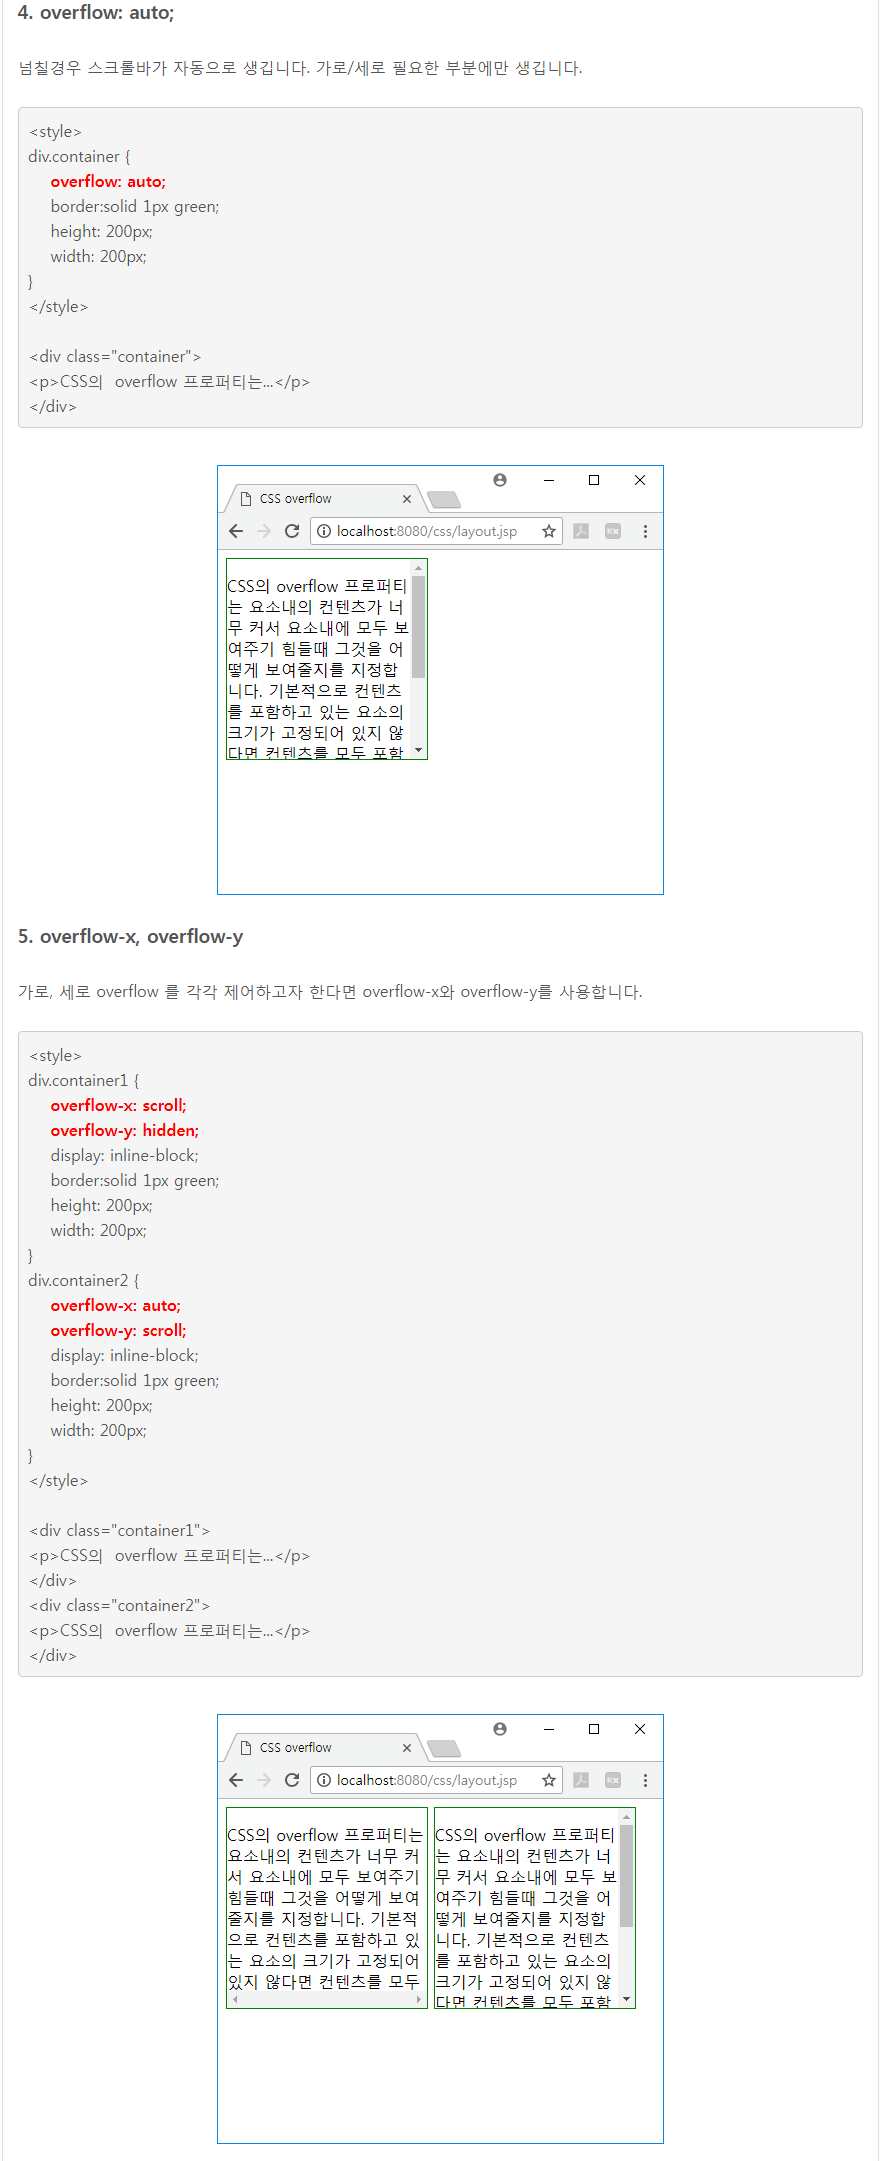 4. overflow: auto;
넘칠경우 스크롤바가 자동으로 생깁니다. 가로/세로 필요한 부분에만 생깁니다.
<style>
div.container {
overflow: auto;
border:solid 1px green;
height: 200px;
width: 200px;
}
</style>
<div class="container">
<p>CSS의  overflow 프로퍼티는...</p>
</div>
CSS overflow
localhost:8080/css/layout.jsp
CSS의 overflow 프로퍼티
는 요소내의 컨텐츠가 너
무 커서 요소내에 모두 보
여주기 힘들때 그것을 어
떻게 보여줄지를 지정합
니다. 기본적으로 컨텐츠
를 포함하고 있는 요소의
크기가 고정되어 있지 않
다면 컨텐츠를 모두 포함
5. overflow-x, overflow-y
가로, 세로 overflow 를 각각 제어하고자 한다면 overflow-x와 overflow-y를 사용합니다.
<style>
div.container1 {
overflow-x: scroll;
overflow-y: hidden;
display: inline-block;
border:solid 1px green;
height: 200px;
width: 200px;
}
div.container2 {
overflow-x: auto;
overflow-y: scroll;
display: inline-block;
border:solid 1px green;
height: 200px;
width: 200px;
}
</style>
<div class="container1">
<p>CSS의  overflow 프로퍼티는...</p>
</div>
<div class="container2">
<p>CSS의  overflow 프로퍼티는...</p>
</div>
CSS overflow
localhost:8080/css/layout.jsp
CSS의 overflow 프로퍼티는
요소내의 컨텐츠가 너무 커
서 요소내에 모두 보여주기
힘들때 그것을 어떻게 보여
줄지를 지정합니다. 기본적
으로 컨텐츠를 포함하고 있
는 요소의 크기가 고정되어
있지 않다면 컨텐츠를 모두
CSS의 overflow 프로퍼티
는 요소내의 컨텐츠가 너
무 커서 요소내에 모두 보
여주기 힘들때 그것을 어
떻게 보여줄지를 지정합
니다. 기본적으로 컨텐츠
를 포함하고 있는 요소의
크기가 고정되어 있지 않
다면 컨텐츠를 모두 포함